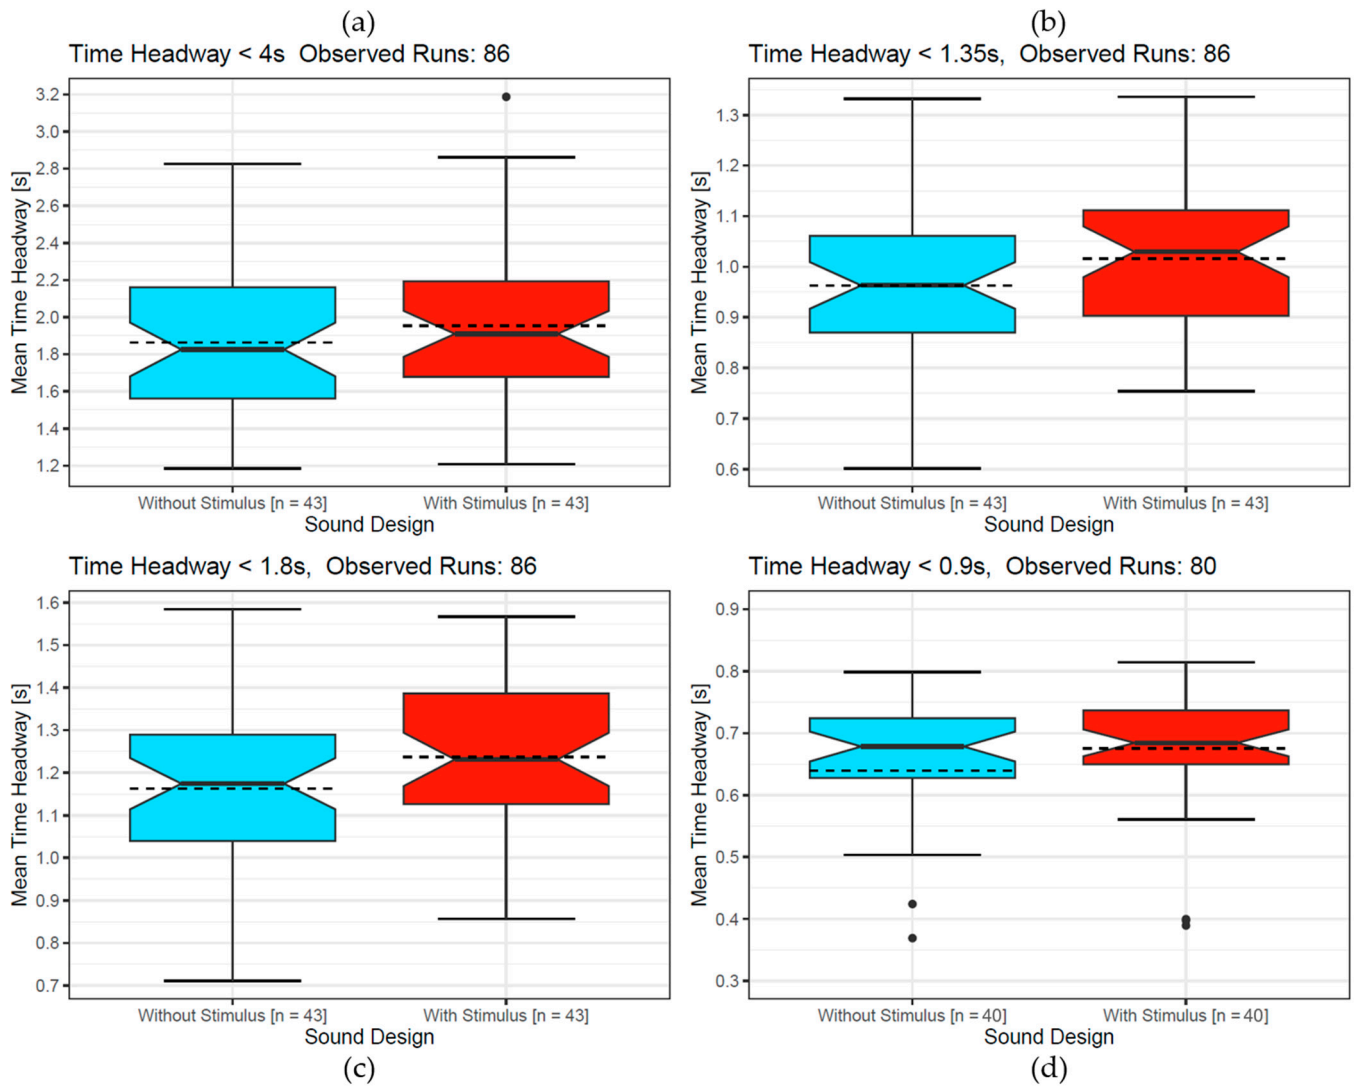 (a)
Time Headway < 4s  Observed Runs: 86
Mean Time Headway [s]
3.2
3.0
2.8
2.6
2.4
2.2
2.0
1.8
1.6
1.4
1.2
Without Stimulus [n = 43]
With Stimulus [n = 43]
Sound Design
(b)
Time Headway < 1.35s,  Observed Runs: 86
Mean Time Headway [s]
1.3
1.2
1.1
1.0
0.9
0.8
0.7
0.6
Without Stimulus [n = 43]
With Stimulus [n = 43]
Sound Design
Time Headway < 1.8s,  Observed Runs: 86
Mean Time Headway [s]
1.6
1.5
1.4
1.3
1.2
1.1
1.0
0.9
0.8
0.7
Without Stimulus [n = 43]
With Stimulus [n = 43]
Sound Design
(c)
Time Headway < 0.9s,  Observed Runs: 80
Mean Time Headway [s]
0.9
0.8
0.7
0.6
0.5
0.4
0.3
Without Stimulus [n = 40]
With Stimulus [n = 40]
Sound Design
(d)